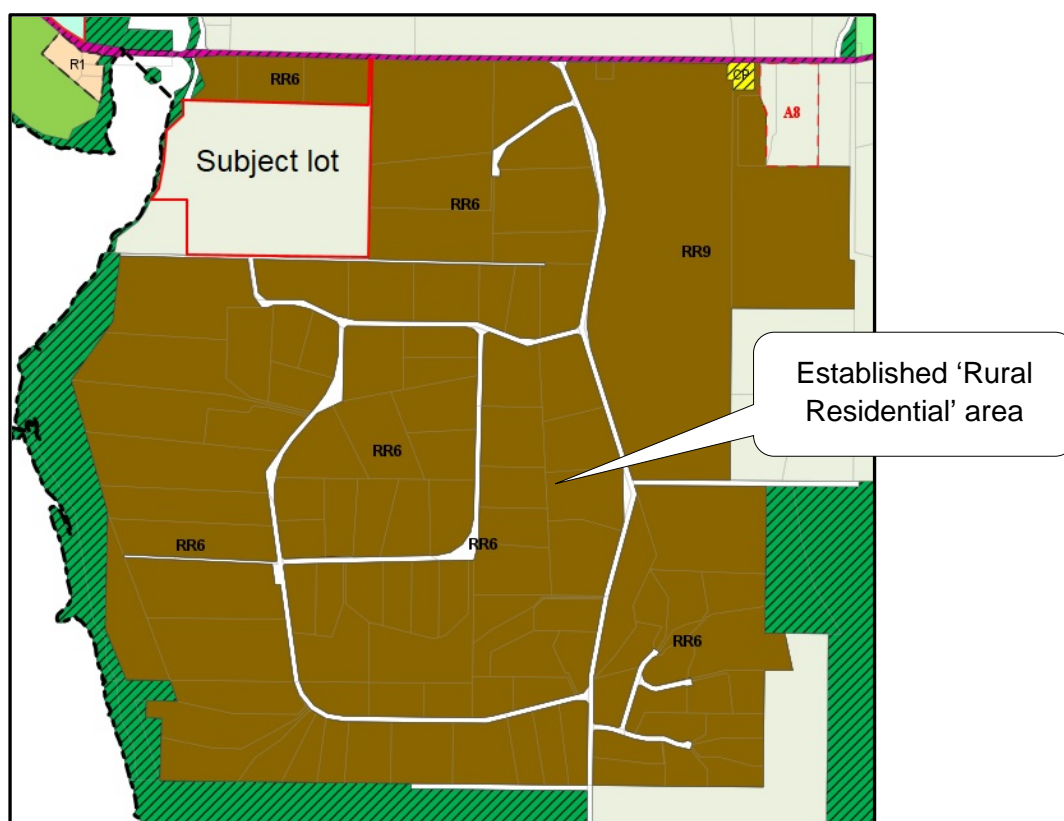 R1
RR6
CP
A8
Subject lot
RR6
RR9
Established ‘Rural
Residential’ area
RR6
RR6
RR6
RR6